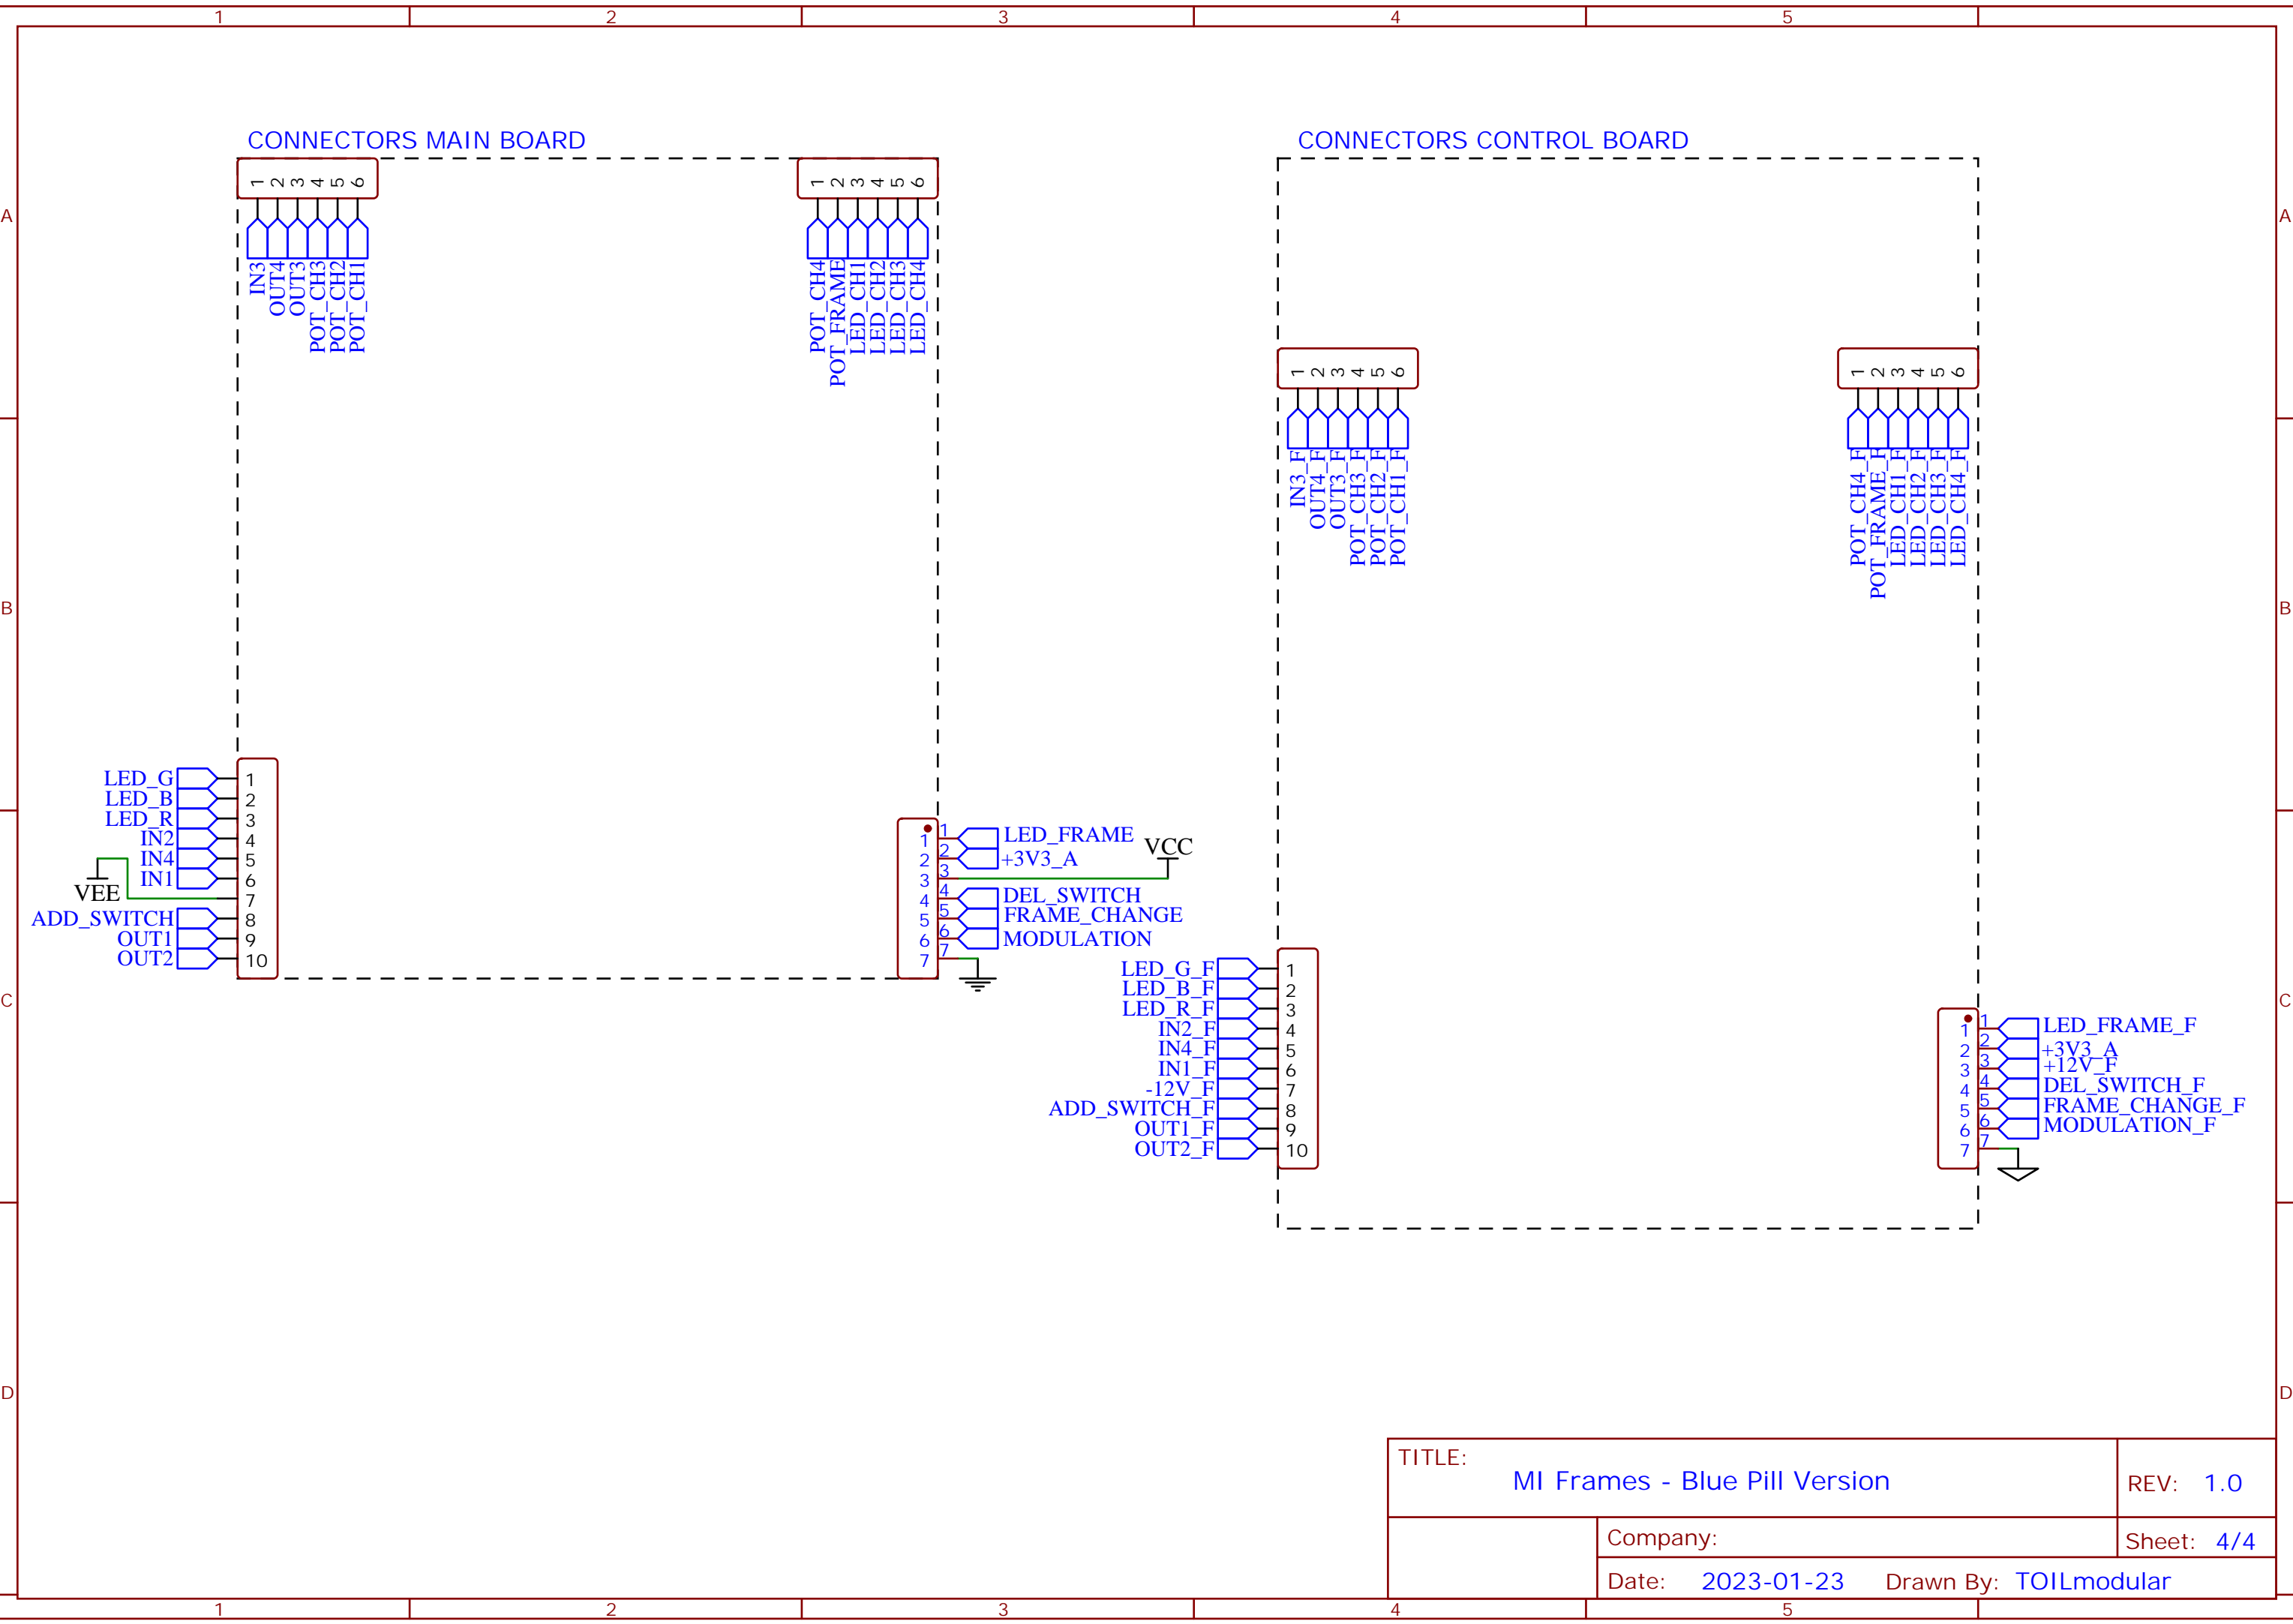 1 2 3 4 5
CONNECTORS MAIN BOARD
CONNECTORS CONTROL BOARD
A A
1 2 3 4 5 6
IN3
OUT4
OUT3
POT_CH3
POT_CH2
POT_CH1
1 2 3 4 5 6
POT_CH4
POT_FRAME
LED_CH1
LED_CH2
LED_CH3
LED_CH4
1 2 3 4 5 6
IN3_F
OUT4_F
OUT3_F
POT_CH3_F
POT_CH2_F
POT_CH1_F
1 2 3 4 5 6
POT_CH4_F
POT_FRAME_F
LED_CH1_F
LED_CH2_F
LED_CH3_F
LED_CH4_F
B B
LED_G 1
LED_B 2
LED_R 3
IN2 4
IN4 5
IN1 6
VEE 7
ADD_SWITCH 8
OUT1 9
OUT2 10
1 1 LED_FRAME
2 2 +3V3_A
3 3 VCC
4 4 DEL_SWITCH
5 5 FRAME_CHANGE
6 6 MODULATION
7 7
C C
LED_G_F 1
LED_B_F 2
LED_R_F 3
IN2_F 4
IN4_F 5
IN1_F 6
-12V_F 7
ADD_SWITCH_F 8
OUT1_F 9
OUT2_F 10
1 1 LED_FRAME_F
2 2 +3V3_A
3 3 +12V_F
4 4 DEL_SWITCH_F
5 5 FRAME_CHANGE_F
6 6 MODULATION_F
7 7
D D
TITLE:
MI Frames - Blue Pill Version
REV: 1.0
Company:
Sheet: 4/4
Date: 2023-01-23 Drawn By: TOILmodular
1 2 3 4 5